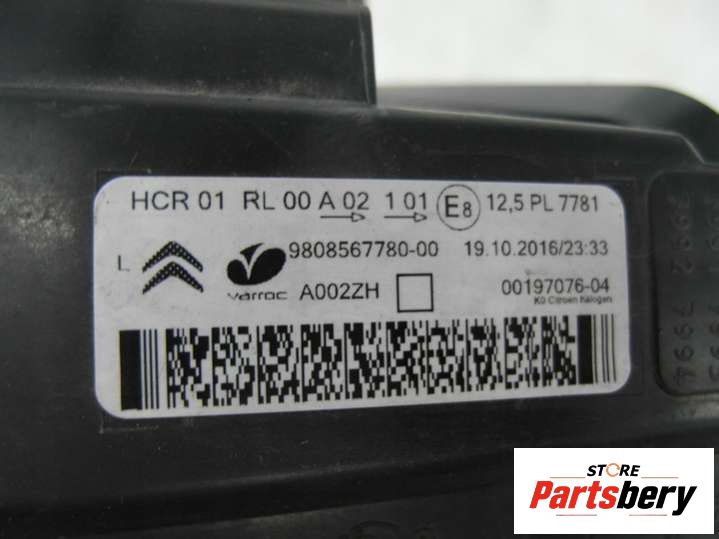 HCR 01 RL 00 A 02 1 01 E8 12,5 PL 7781
L varroc 9808567780-00 19.10.2016/23:33
A002ZH 00197076-04
K0 Citroen Halogen
7994
STORE
Partsbery